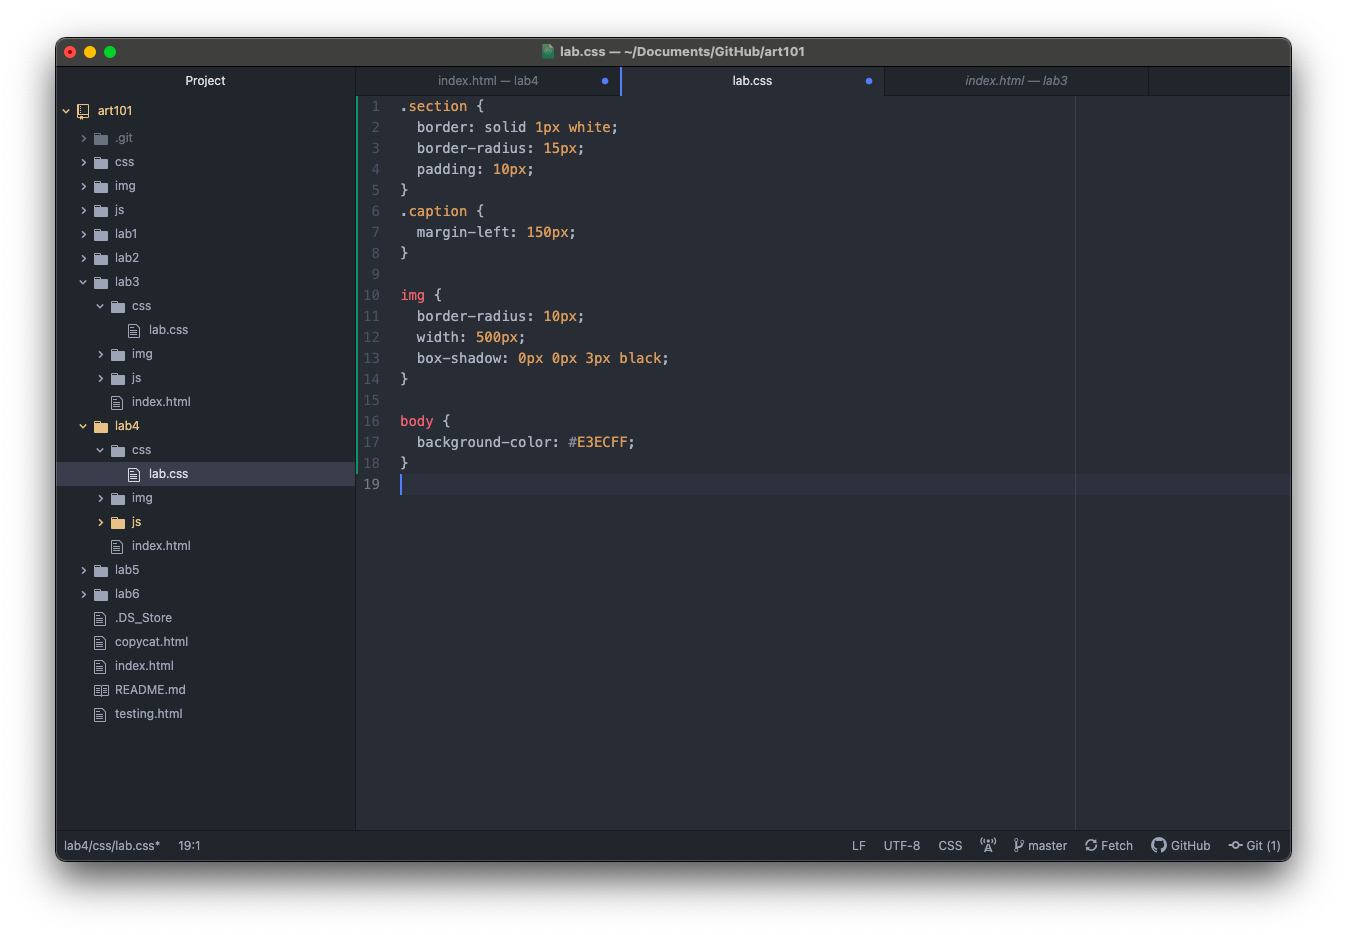 lab.css — ~/Documents/GitHub/art101
Project
art101
.git
css
img
js
lab1
lab2
lab3
css
lab.css
img
js
index.html
lab4
css
lab.css
img
js
index.html
lab5
lab6
.DS_Store
copycat.html
index.html
README.md
testing.html
index.html — lab4
lab.css
index.html — lab3
1 .section {
2 border: solid 1px white;
3 border-radius: 15px;
4 padding: 10px;
5 }
6 .caption {
7 margin-left: 150px;
8 }
9
10 img {
11 border-radius: 10px;
12 width: 500px;
13 box-shadow: 0px 0px 3px black;
14 }
15
16 body {
17 background-color: #E3ECFF;
18 }
19
lab4/css/lab.css* 19:1 LF UTF-8 CSS master Fetch GitHub Git (1)